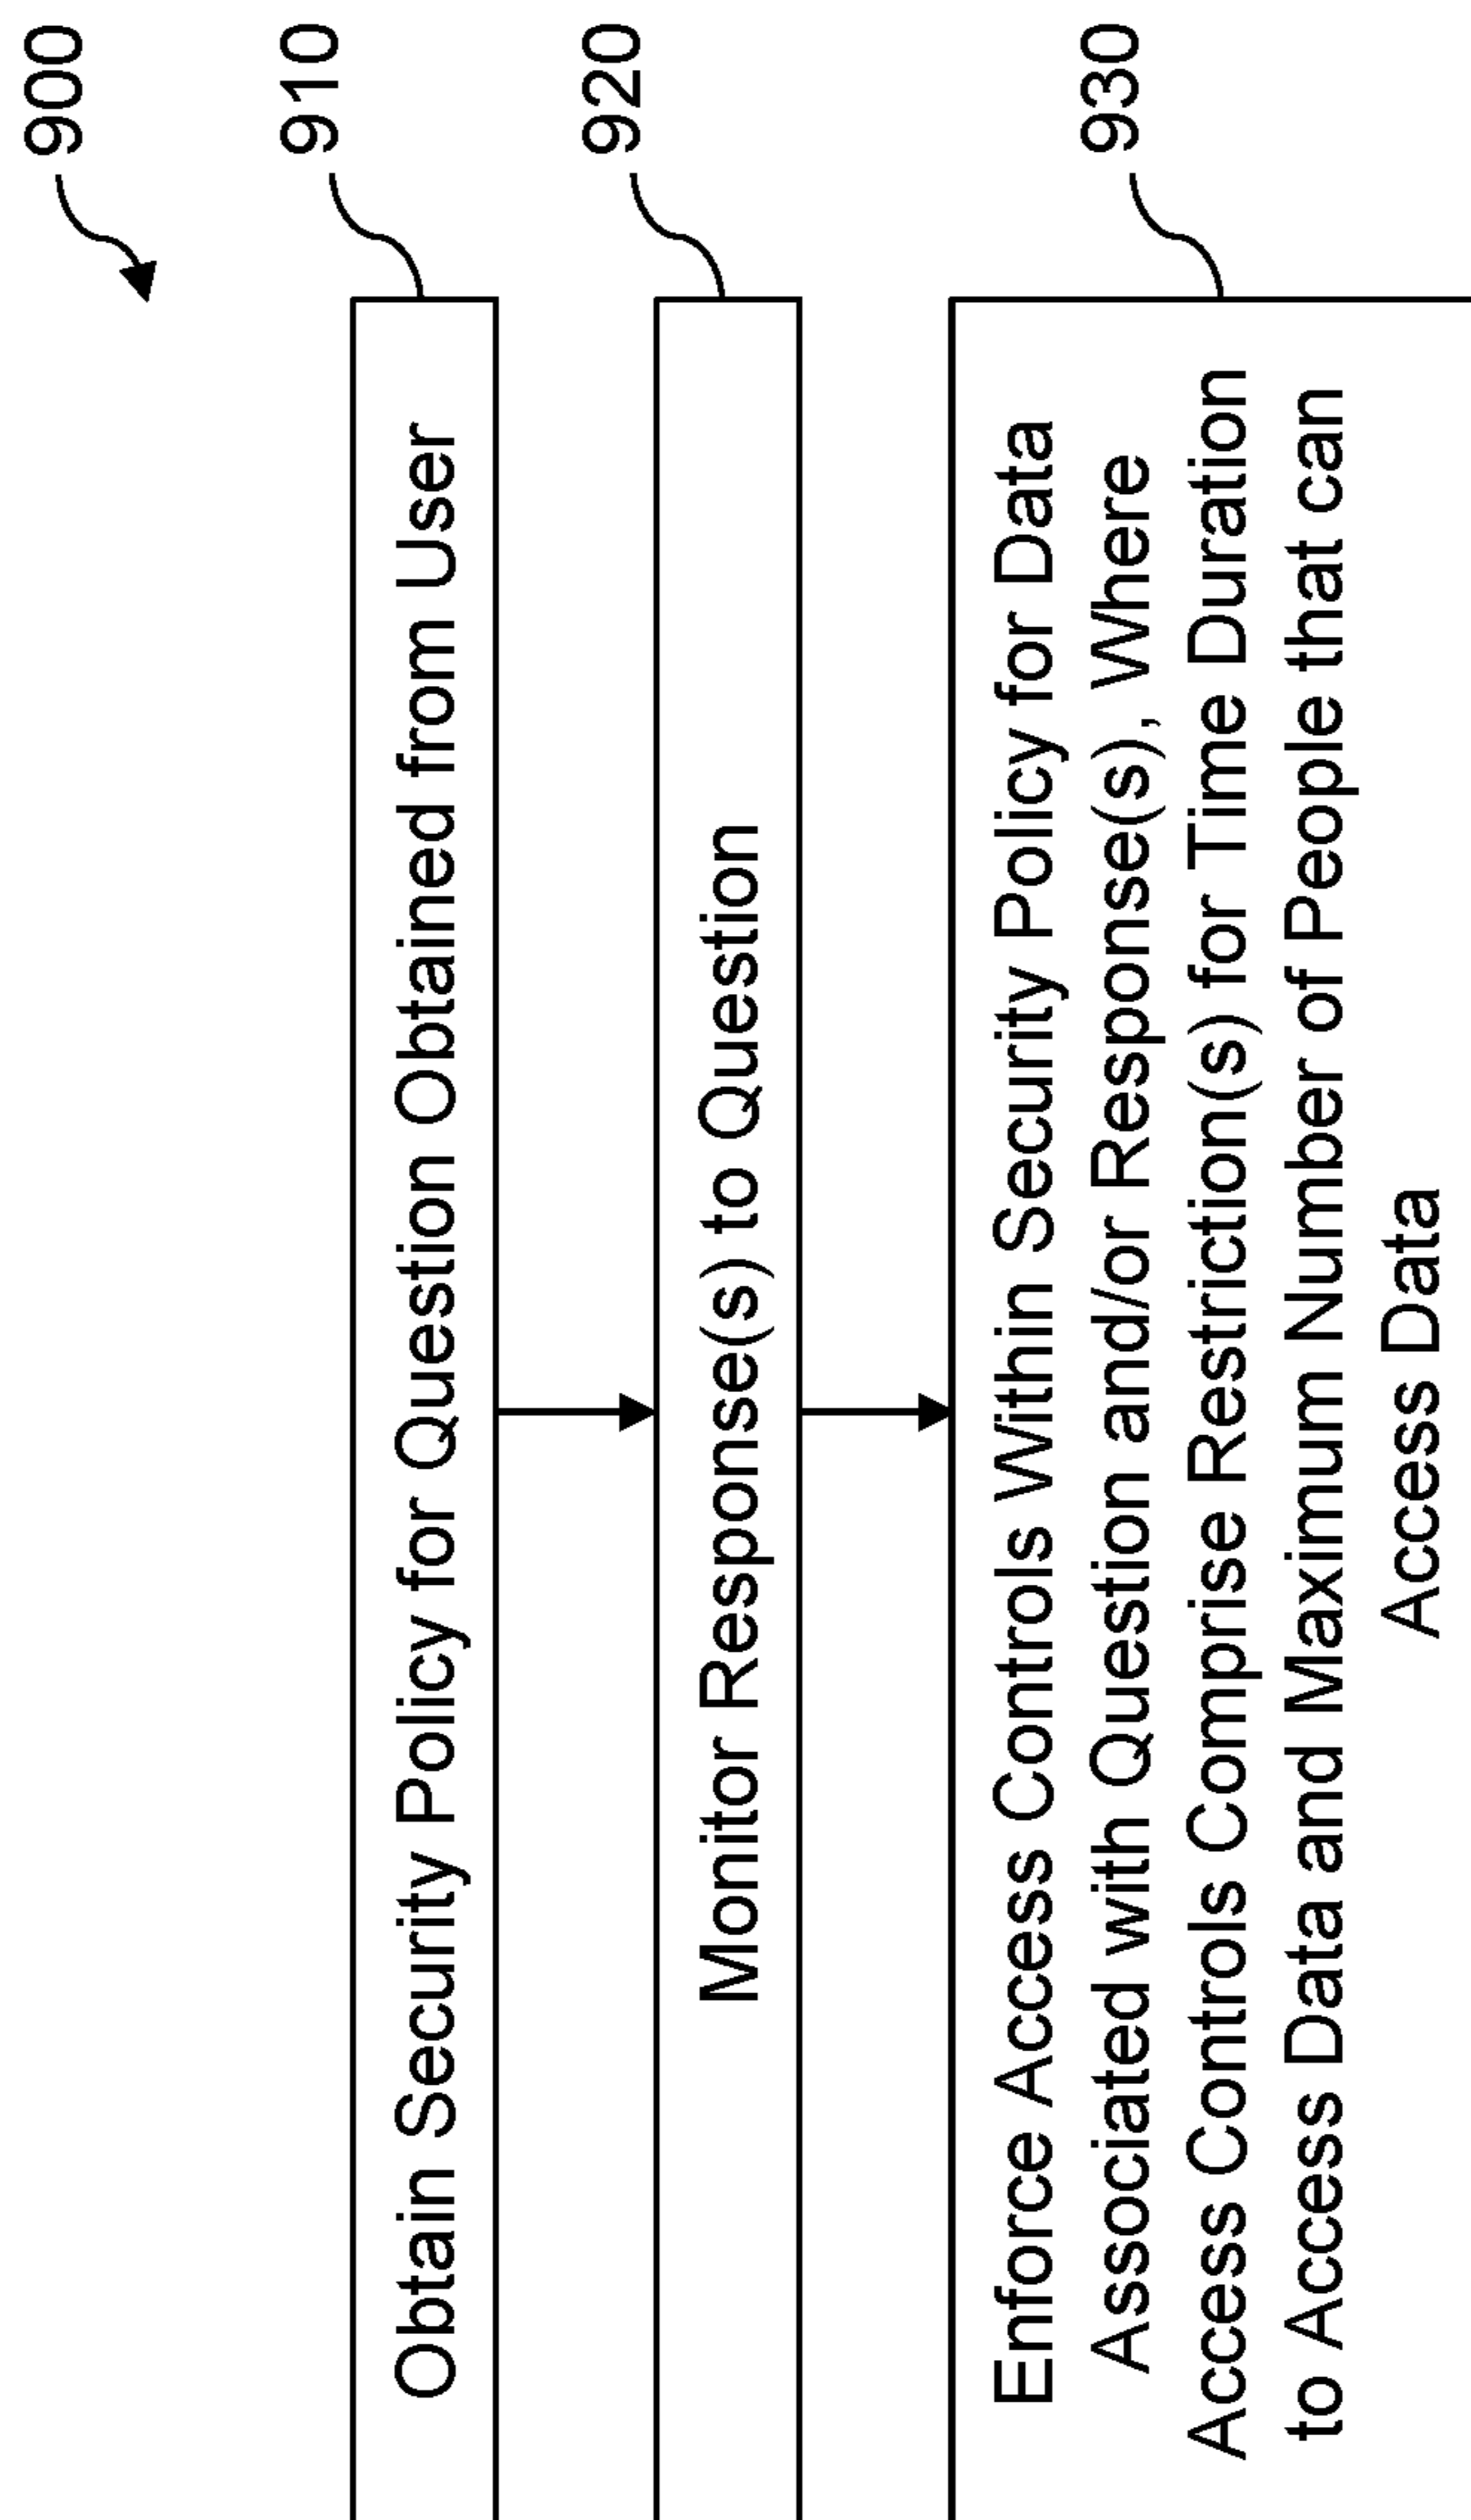 900
910
Obtain Security Policy for Question Obtained from User
920
Monitor Response(s) to Question
930
Enforce Access Controls Within Security Policy for Data
Associated with Question and/or Response(s), Where
Access Controls Comprise Restriction(s) for Time Duration
to Access Data and Maximum Number of People that can
Access Data